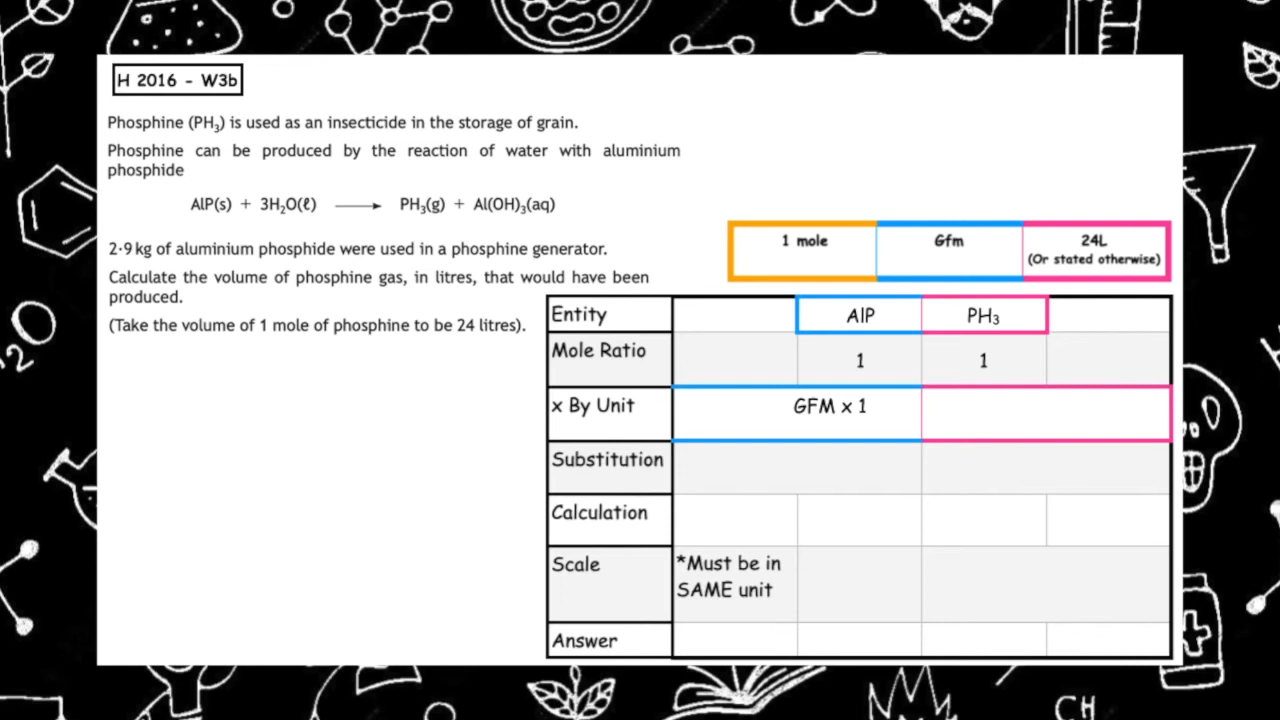 H 2016 - W3b
Phosphine (PH₃) is used as an insecticide in the storage of grain.
Phosphine can be produced by the reaction of water with aluminium
phosphide
AlP(s) + 3H₂O(ℓ) ⟶ PH₃(g) + Al(OH)₃(aq)
2·9 kg of aluminium phosphide were used in a phosphine generator.
Calculate the volume of phosphine gas, in litres, that would have been
produced.
(Take the volume of 1 mole of phosphine to be 24 litres).
1 mole Gfm 24L
(Or stated otherwise)
Entity AlP PH₃
Mole Ratio 1 1
x By Unit GFM x 1
Substitution
Calculation
Scale *Must be in
SAME unit
Answer
2O
CH